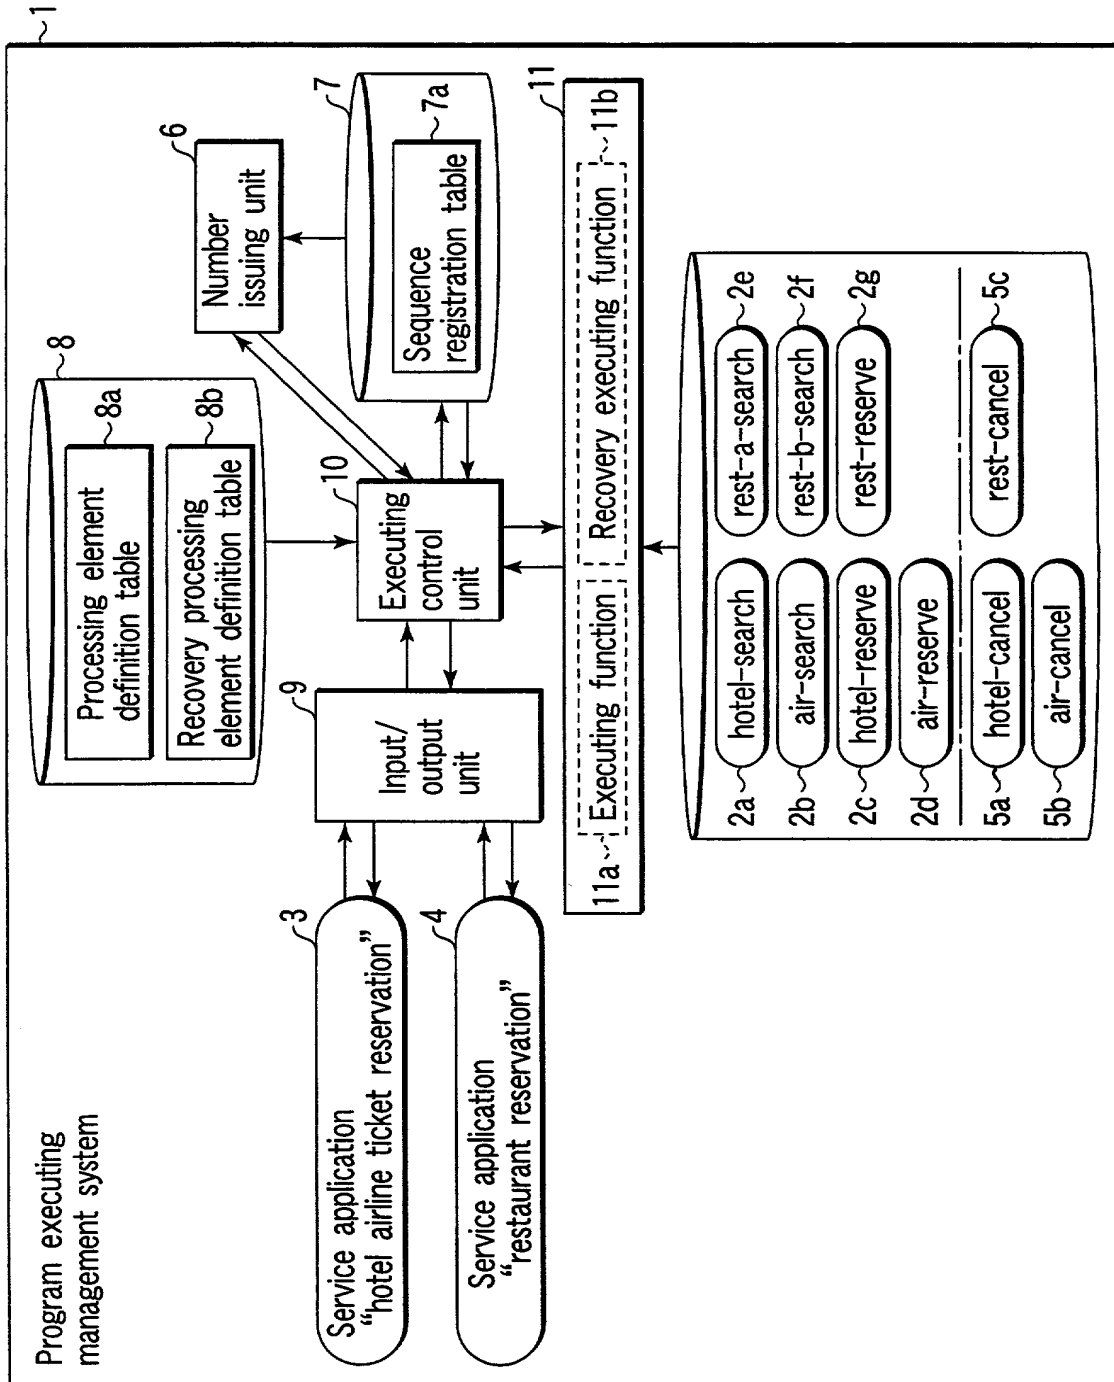 Program executing
management system
1
Service application
“hotel airline ticket reservation”
3
Service application
“restaurant reservation”
4
Input/
output
unit
9
8
Processing element
definition table
8a
Recovery processing
element definition table
8b
Executing
control
unit
10
Number
issuing unit
6
7
Sequence
registration table
7a
11
11a
Executing function
Recovery executing function
11b
2a
hotel-search
2b
air-search
2c
hotel-reserve
2d
air-reserve
rest-a-search
2e
rest-b-search
2f
rest-reserve
2g
5a
hotel-cancel
5b
air-cancel
rest-cancel
5c